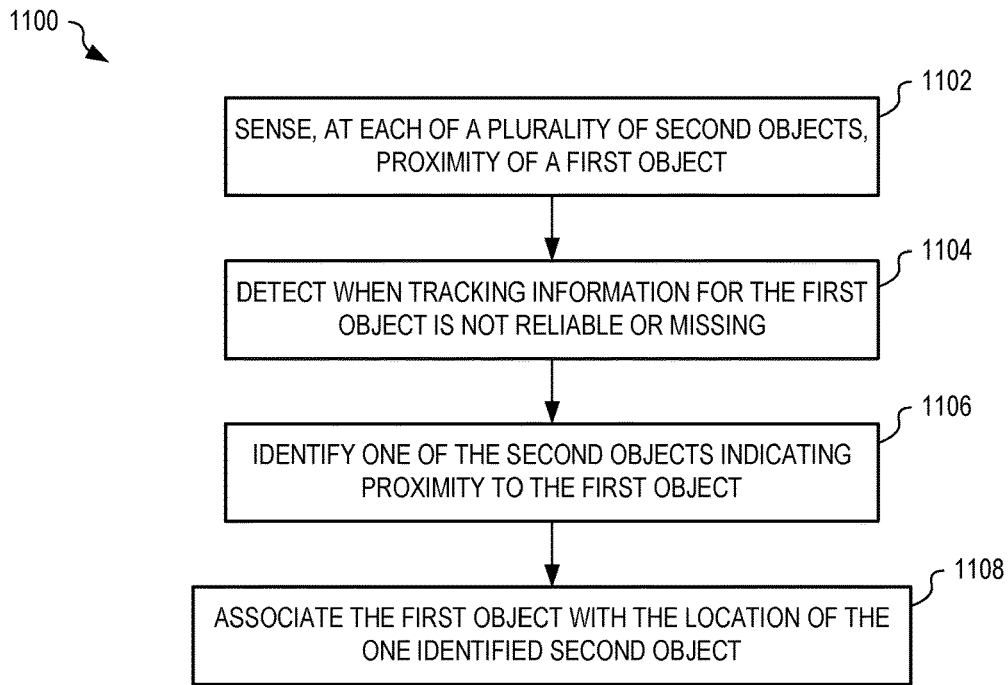 1100
1102
SENSE, AT EACH OF A PLURALITY OF SECOND OBJECTS,
PROXIMITY OF A FIRST OBJECT
1104
DETECT WHEN TRACKING INFORMATION FOR THE FIRST
OBJECT IS NOT RELIABLE OR MISSING
1106
IDENTIFY ONE OF THE SECOND OBJECTS INDICATING
PROXIMITY TO THE FIRST OBJECT
1108
ASSOCIATE THE FIRST OBJECT WITH THE LOCATION OF THE
ONE IDENTIFIED SECOND OBJECT